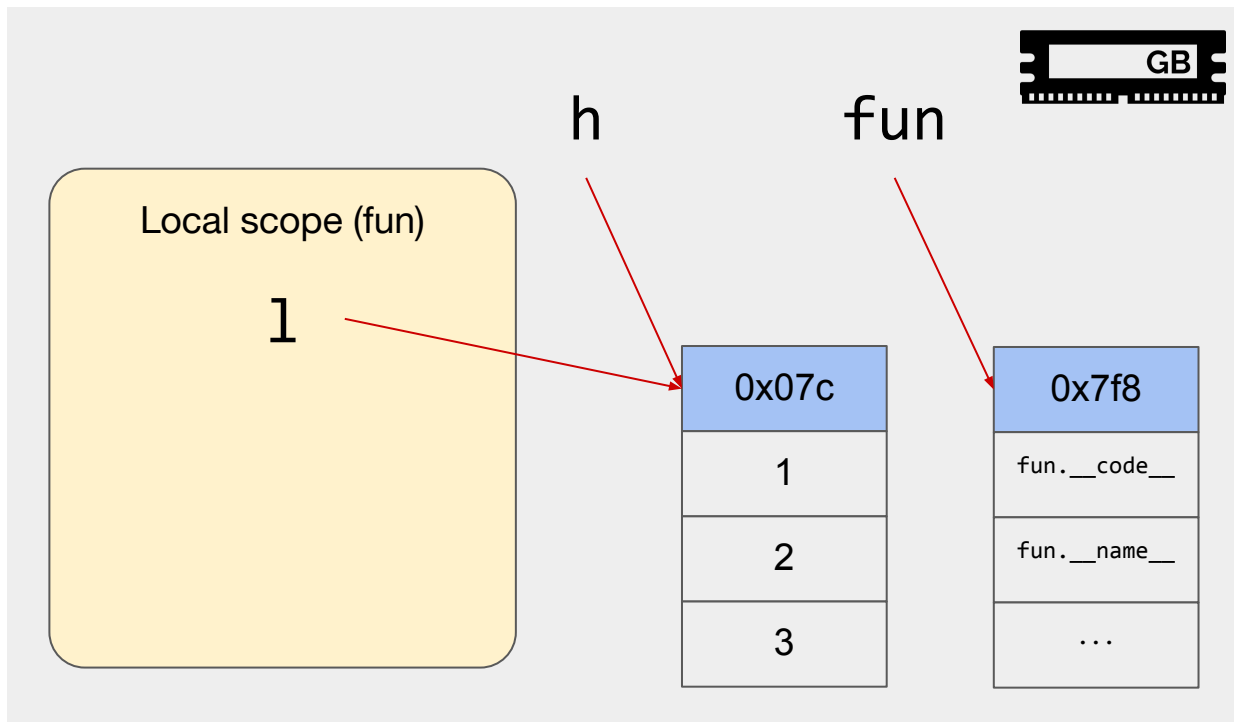 GB
h
fun
Local scope (fun)
l
0x07c
1
2
3
0x7f8
fun.__code__
fun.__name__
...